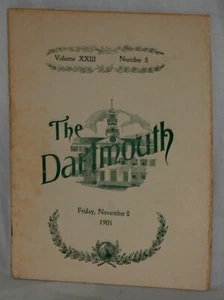 Volume XXIII Number 8
The
Dartmouth
Friday, November 8
1901